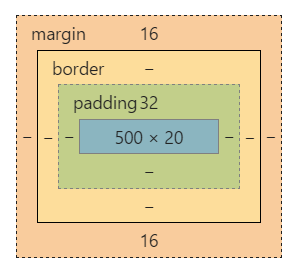 margin 16
border –
padding 32
– – – 500 × 20 – – –
–
–
16